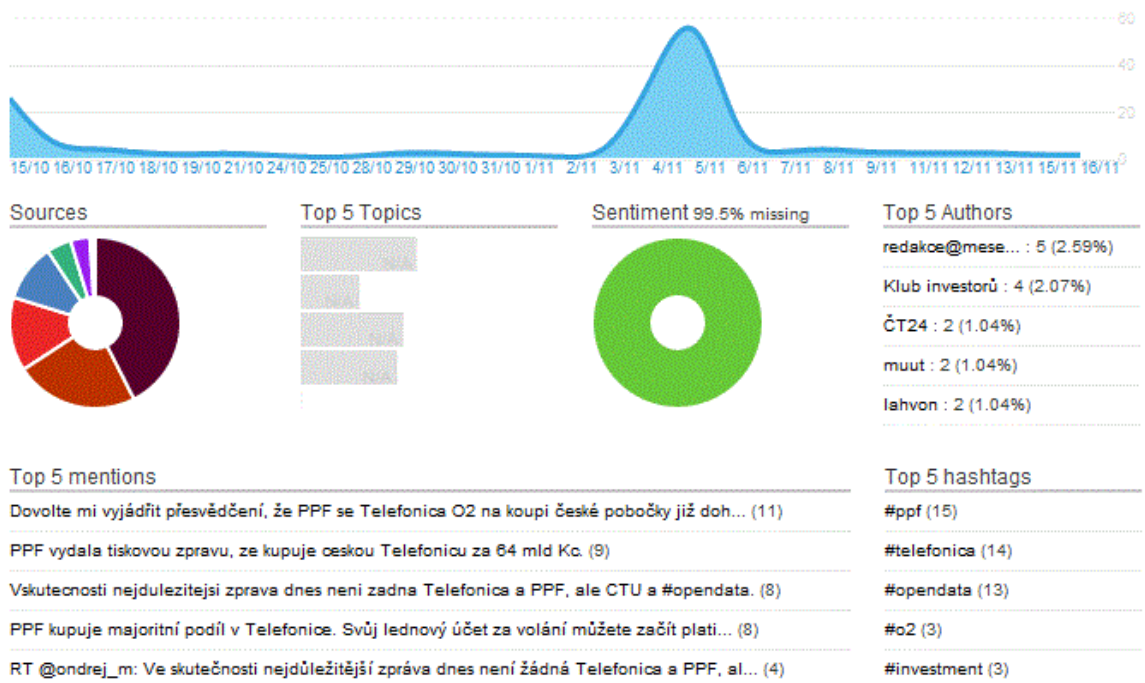 60
40
20
0
15/10 16/10 17/10 18/10 19/10 21/10 24/10 25/10 28/10 29/10 30/10 31/10 1/11 2/11 3/11 4/11 5/11 6/11 7/11 8/11 9/11 11/11 12/11 13/11 15/11 16/11
Sources
Top 5 Topics
N/A
N/A
N/A
N/A
Sentiment 99.5% missing
Top 5 Authors
redakce@mese... : 5 (2.59%)
Klub investorů : 4 (2.07%)
ČT24 : 2 (1.04%)
muut : 2 (1.04%)
lahvon : 2 (1.04%)
Top 5 mentions
Dovolte mi vyjádřit přesvědčení, že PPF se Telefonica O2 na koupi české pobočky již doh... (11)
PPF vydala tiskovou zpravu, ze kupuje ceskou Telefonicu za 64 mld Kc. (9)
Vskutecnosti nejdulezitejsi zprava dnes neni zadna Telefonica a PPF, ale CTU a #opendata. (8)
PPF kupuje majoritní podíl v Telefonice. Svůj lednový účet za volání můžete začít plati... (8)
RT @ondrej_m: Ve skutečnosti nejdůležitější zpráva dnes není žádná Telefonica a PPF, al... (4)
Top 5 hashtags
#ppf (15)
#telefonica (14)
#opendata (13)
#o2 (3)
#investment (3)